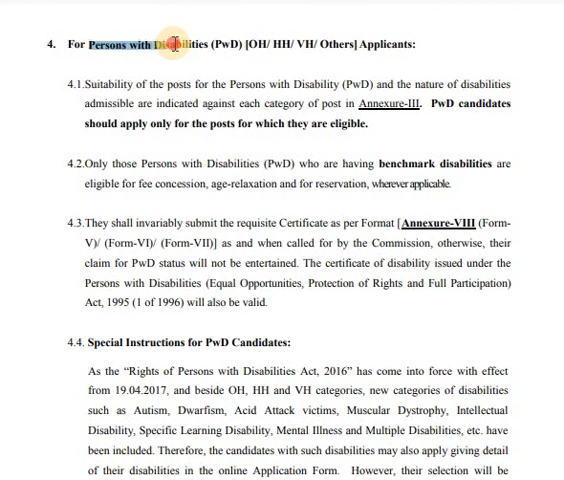 4. For Persons with Disabilities (PwD) [OH/ HH/ VH/ Others] Applicants:
4.1.Suitability of the posts for the Persons with Disability (PwD) and the nature of disabilities
admissible are indicated against each category of post in Annexure-III. PwD candidates
should apply only for the posts for which they are eligible.
4.2.Only those Persons with Disabilities (PwD) who are having benchmark disabilities are
eligible for fee concession, age-relaxation and for reservation, wherever applicable.
4.3.They shall invariably submit the requisite Certificate as per Format [Annexure-VIII (Form-
V)/ (Form-VI)/ (Form-VII)] as and when called for by the Commission, otherwise, their
claim for PwD status will not be entertained. The certificate of disability issued under the
Persons with Disabilities (Equal Opportunities, Protection of Rights and Full Participation)
Act, 1995 (1 of 1996) will also be valid.
4.4. Special Instructions for PwD Candidates:
As the “Rights of Persons with Disabilities Act, 2016” has come into force with effect
from 19.04.2017, and beside OH, HH and VH categories, new categories of disabilities
such as Autism, Dwarfism, Acid Attack victims, Muscular Dystrophy, Intellectual
Disability, Specific Learning Disability, Mental Illness and Multiple Disabilities, etc. have
been included. Therefore, the candidates with such disabilities may also apply giving detail
of their disabilities in the online Application Form. However, their selection will be